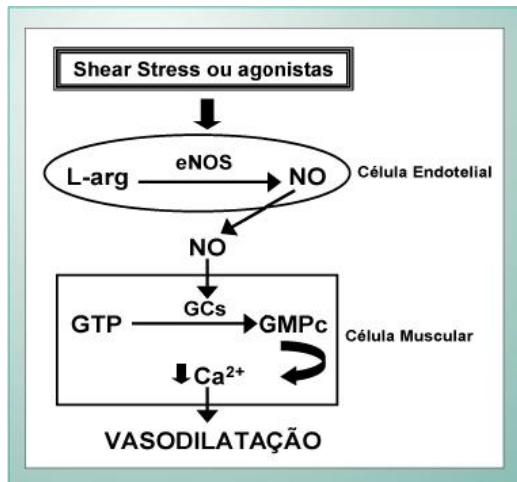 Shear Stress ou agonistas
eNOS
L-arg NO Célula Endotelial
NO
GCs
GTP GMPc Célula Muscular
Ca²⁺
VASODILATAÇÃO